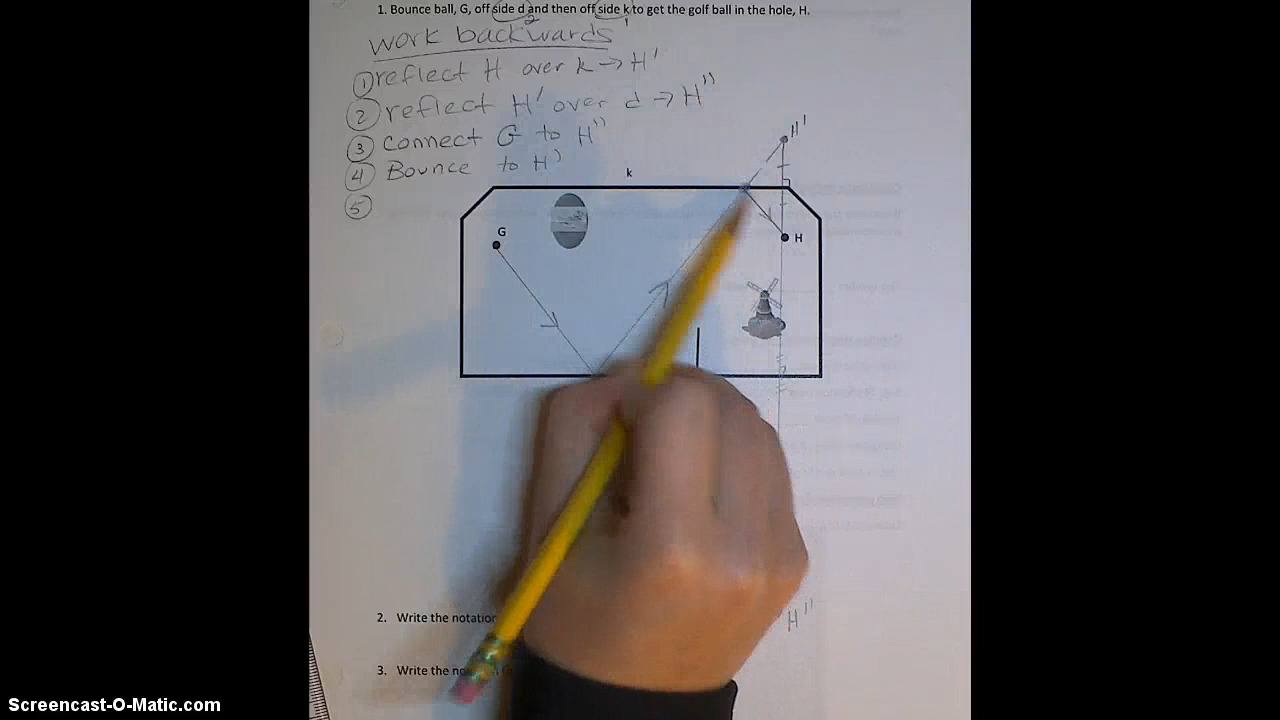 1. Bounce ball, G, off side d and then off side k to get the golf ball in the hole, H.
2 1
work backwards
① reflect H over k → H'
② reflect H' over d → H''
③ connect G to H''
④ Bounce to H'
⑤
H'
k
G
H
H''
2. Write the notation
3. Write the
Screencast-O-Matic.com